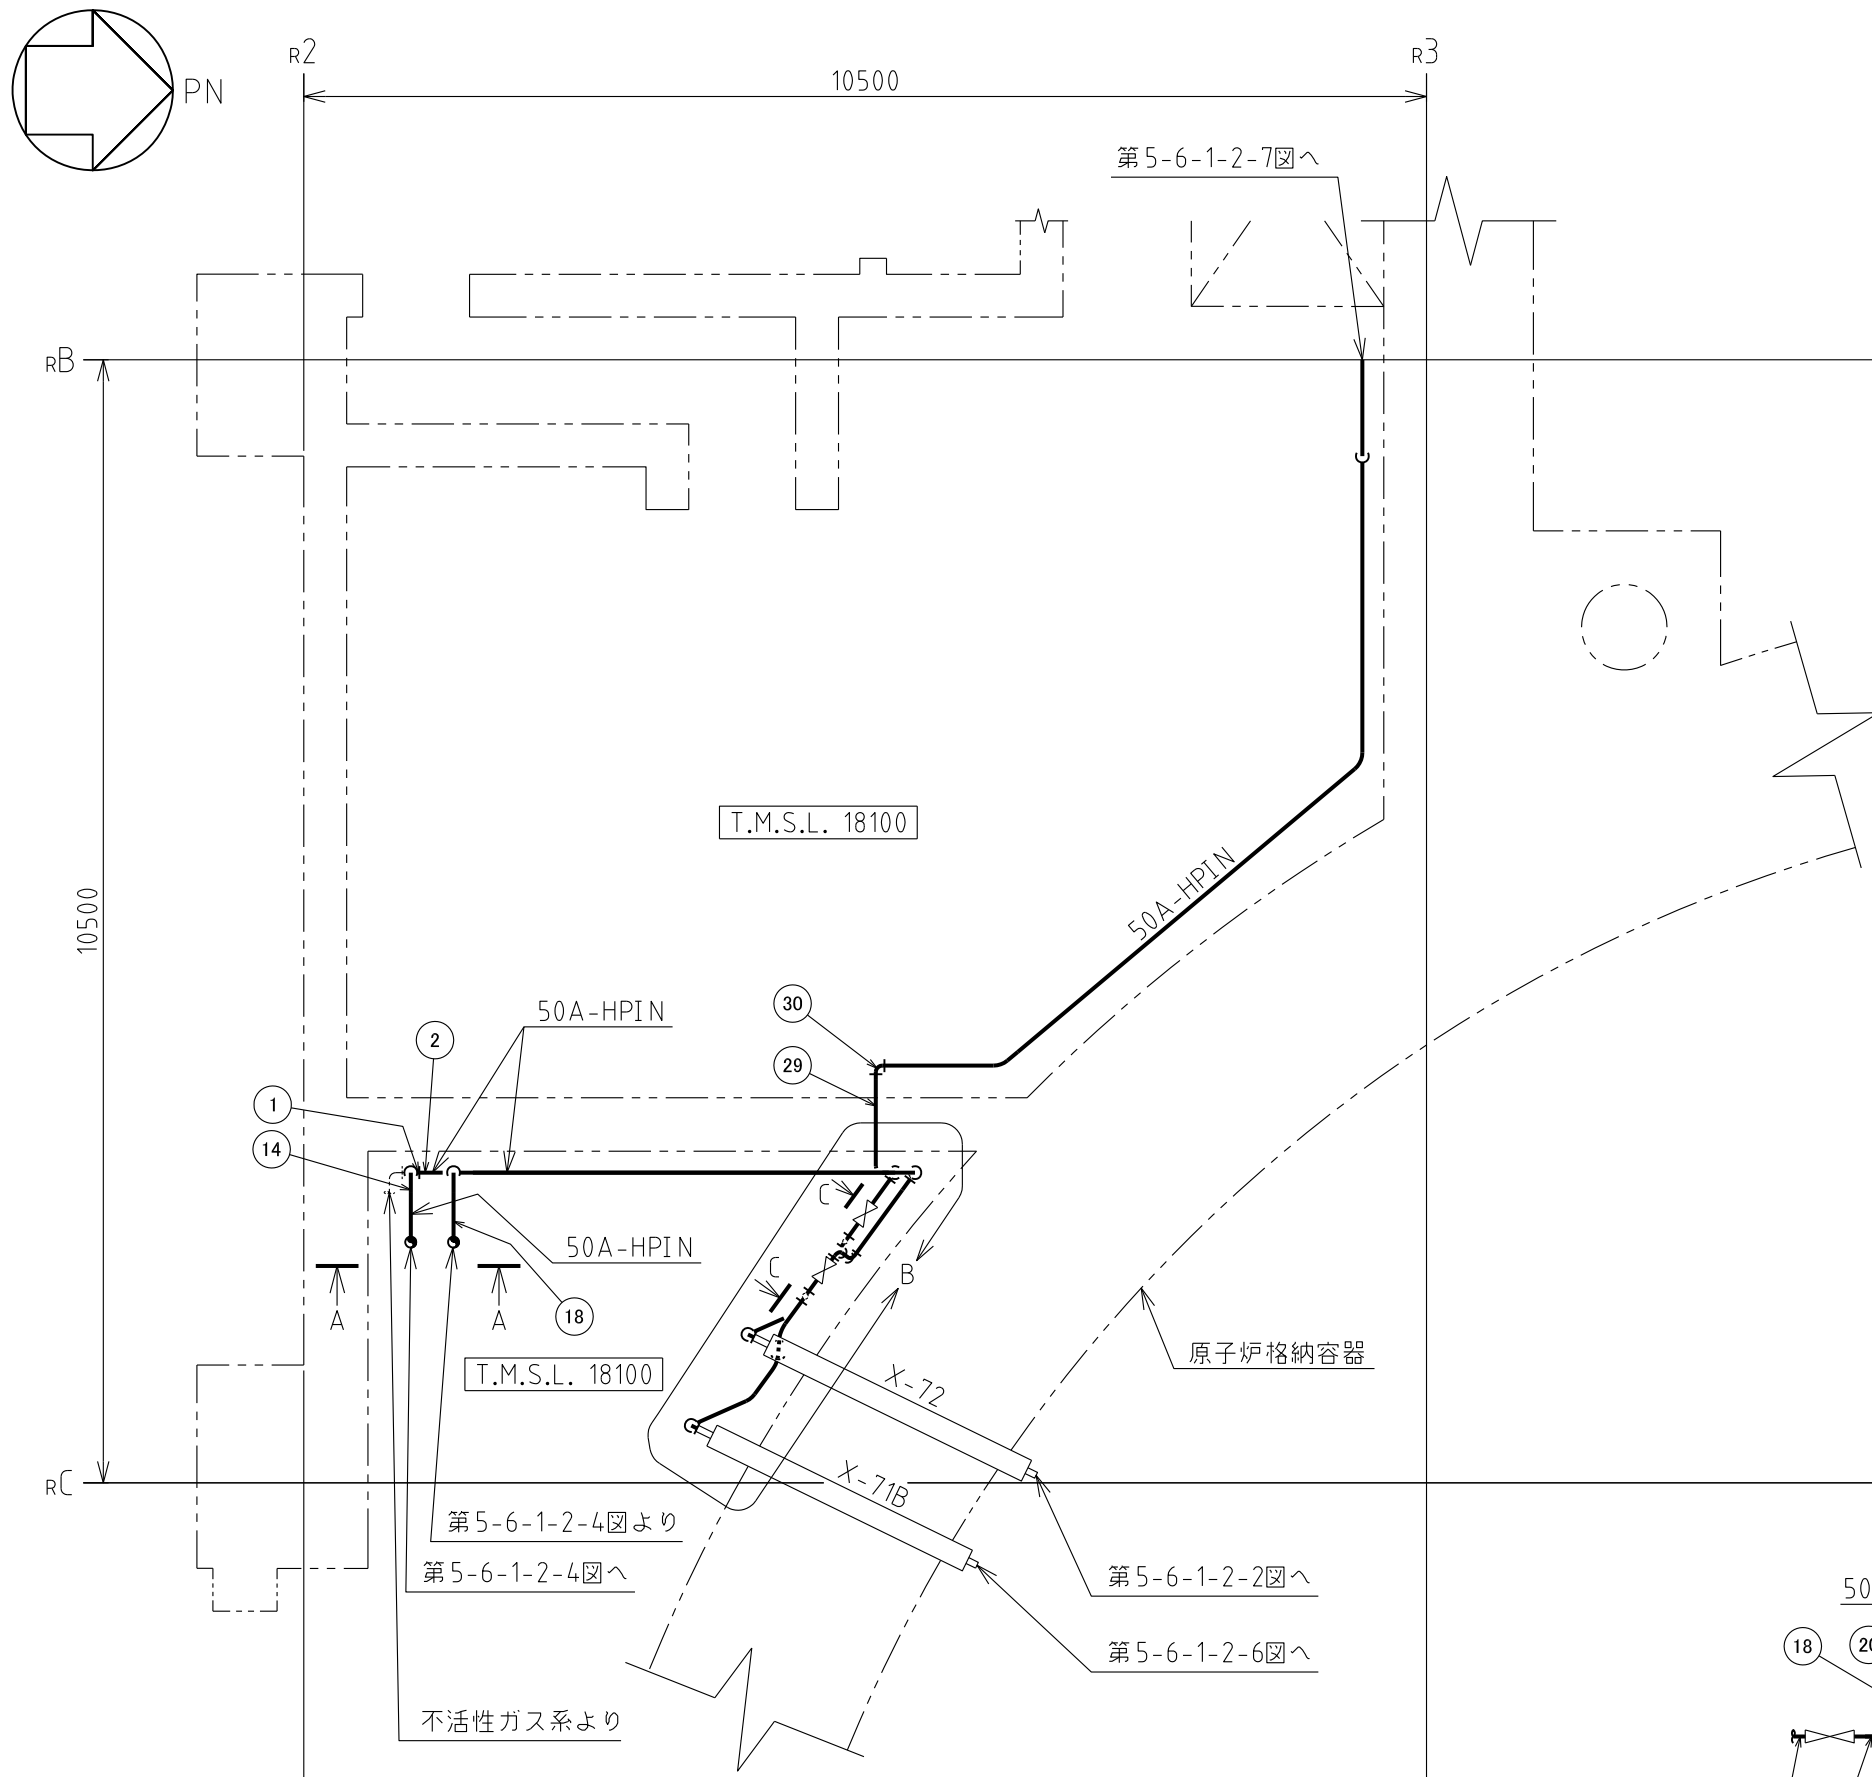 PN
R2
R3
10500
第5-6-1-2-7図へ
RB
T.M.S.L. 18100
10500
50A-HPIN
30
50A-HPIN
2
29
1
14
C
50A-HPIN
C
B
A
A
18
T.M.S.L. 18100
原子炉格納容器
X-72
RC
X-71B
第5-6-1-2-4図より
第5-6-1-2-4図へ
第5-6-1-2-2図へ
50
18
第5-6-1-2-6図へ
不活性ガス系より